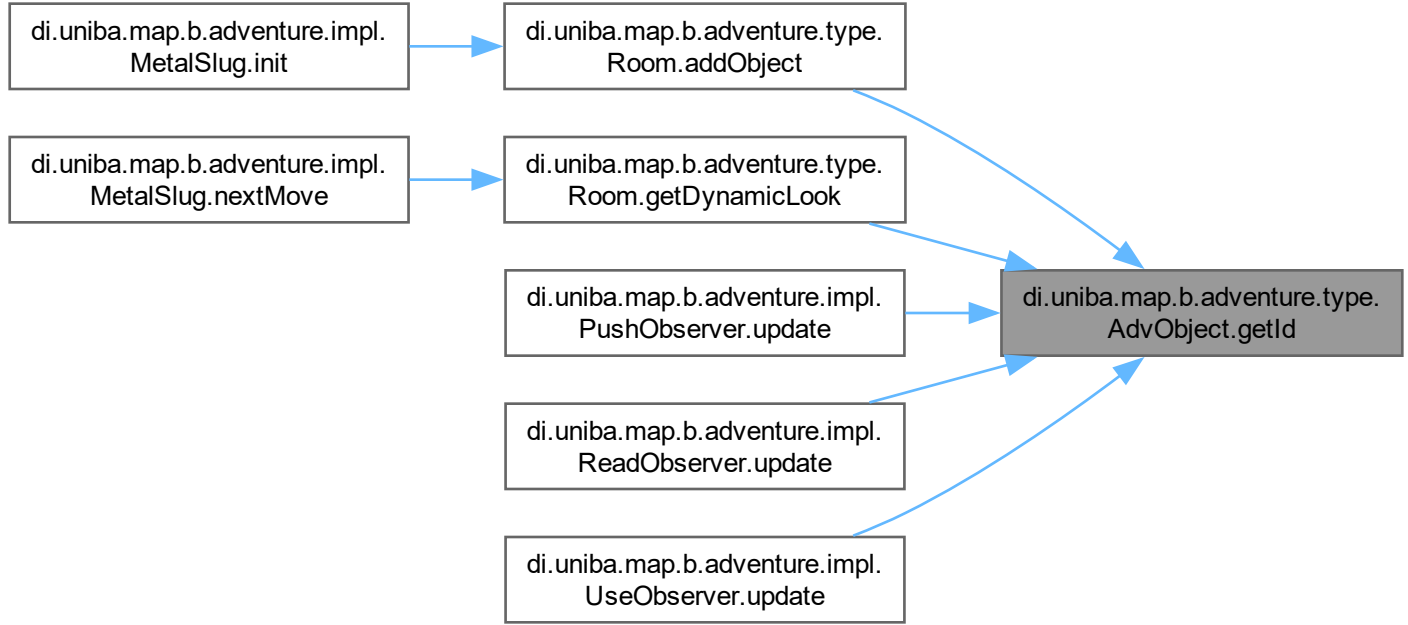 di.uniba.map.b.adventure.impl.
MetalSlug.init
di.uniba.map.b.adventure.type.
Room.addObject
di.uniba.map.b.adventure.impl.
MetalSlug.nextMove
di.uniba.map.b.adventure.type.
Room.getDynamicLook
di.uniba.map.b.adventure.impl.
PushObserver.update
di.uniba.map.b.adventure.type.
AdvObject.getId
di.uniba.map.b.adventure.impl.
ReadObserver.update
di.uniba.map.b.adventure.impl.
UseObserver.update